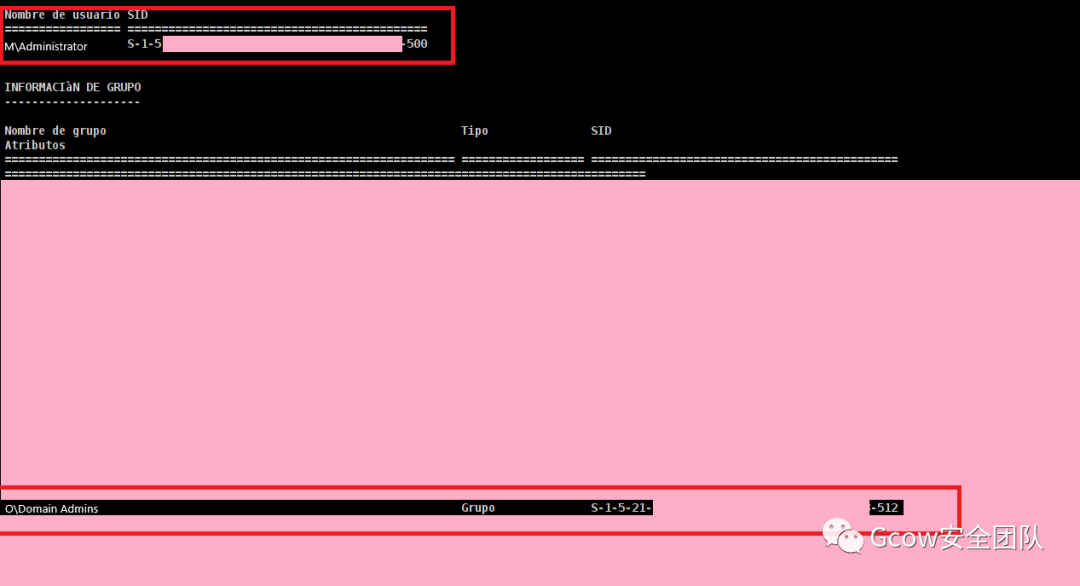 Nombre de usuario SID
================= ============================================
M\Administrator S-1-5 -500
INFORMACIàN DE GRUPO
--------------------
Nombre de grupo Tipo SID
Atributos
================================================================== ================== =============================================
==============================================================================================
O\Domain Admins Grupo S-1-5-21- -512
Gcow安全团队